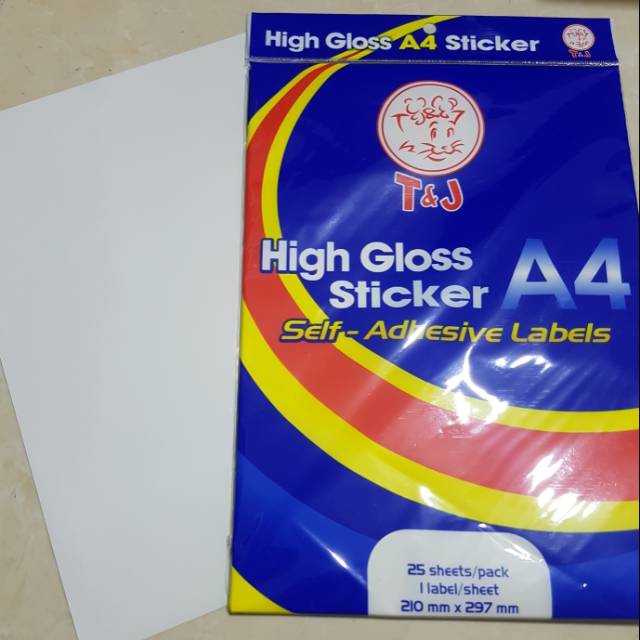 High Gloss A4 Sticker
T&J
T&J
High Gloss
Sticker A4
Self-Adhesive Labels
25 sheets/pack
1 label/sheet
210 mm x 297 mm